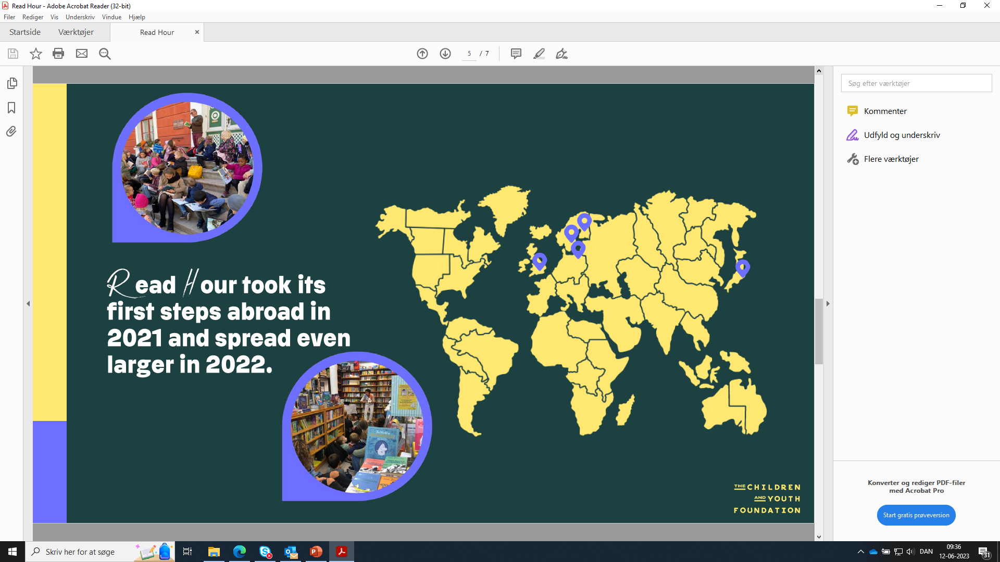 Read Hour - Adobe Acrobat Reader (32-bit)
Filer Rediger Vis Underskriv Vindue Hjælp
Startside Værktøjer Read Hour
5 / 7
Søg efter værktøjer
Kommenter
Udfyld og underskriv
Flere værktøjer
Read Hour took its
first steps abroad in
2021 and spread even
larger in 2022.
THE CHILDREN
AND YOUTH
FOUNDATION
Konverter og rediger PDF-filer
med Acrobat Pro
Start gratis prøveversion
Skriv her for at søge
DAN
09:36
12-06-2023
31